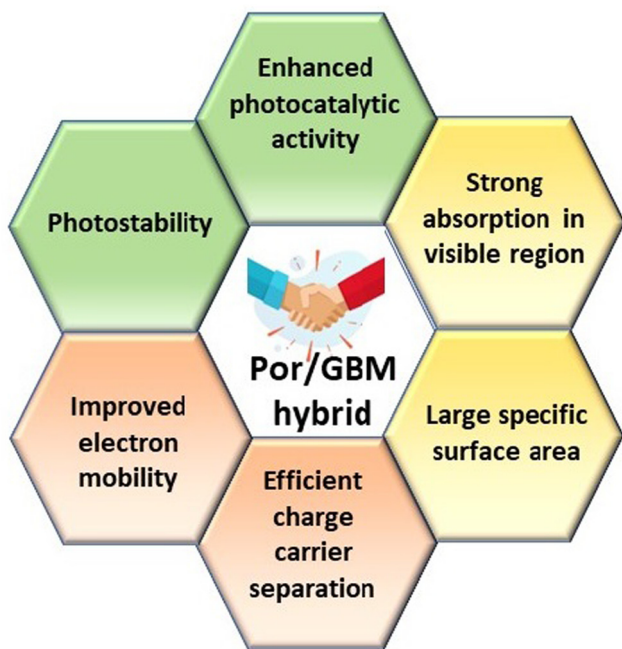 Enhanced
photocatalytic
activity
Strong
absorption in
visible region
Large specific
surface area
Efficient
charge
carrier
separation
Improved
electron
mobility
Photostability
Por/GBM
hybrid